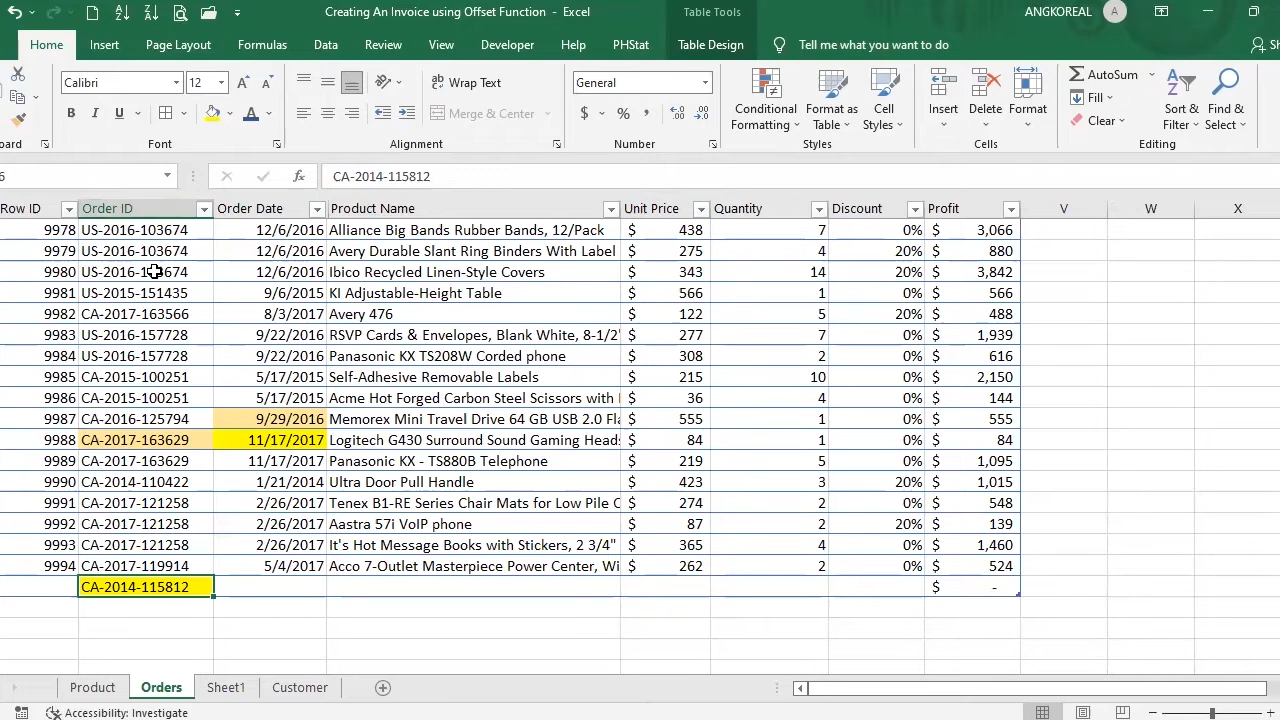 Creating An Invoice using Offset Function - Excel
Table Tools
ANGKOREAL
A
Home Insert Page Layout Formulas Data Review View Developer Help PHStat Table Design Tell me what you want to do
Calibri 12 Wrap Text General AutoSum
Fill
Merge & Center
Clear
Conditional Formatting Format as Table Cell Styles Insert Delete Format Sort & Filter Find & Select
Font Alignment Number Styles Cells Editing
CA-2014-115812
Row ID Order ID Order Date Product Name Unit Price Quantity Discount Profit V W X
9978 US-2016-103674 12/6/2016 Alliance Big Bands Rubber Bands, 12/Pack $ 438 7 0% $ 3,066
9979 US-2016-103674 12/6/2016 Avery Durable Slant Ring Binders With Label $ 275 4 20% $ 880
9980 US-2016-103674 12/6/2016 Ibico Recycled Linen-Style Covers $ 343 14 20% $ 3,842
9981 US-2015-151435 9/6/2015 KI Adjustable-Height Table $ 566 1 0% $ 566
9982 CA-2017-163566 8/3/2017 Avery 476 $ 122 5 20% $ 488
9983 US-2016-157728 9/22/2016 RSVP Cards & Envelopes, Blank White, 8-1/2" $ 277 7 0% $ 1,939
9984 US-2016-157728 9/22/2016 Panasonic KX TS208W Corded phone $ 308 2 0% $ 616
9985 CA-2015-100251 5/17/2015 Self-Adhesive Removable Labels $ 215 10 0% $ 2,150
9986 CA-2015-100251 5/17/2015 Acme Hot Forged Carbon Steel Scissors with $ 36 4 0% $ 144
9987 CA-2016-125794 9/29/2016 Memorex Mini Travel Drive 64 GB USB 2.0 Fla $ 555 1 0% $ 555
9988 CA-2017-163629 11/17/2017 Logitech G430 Surround Sound Gaming Head $ 84 1 0% $ 84
9989 CA-2017-163629 11/17/2017 Panasonic KX - TS880B Telephone $ 219 5 0% $ 1,095
9990 CA-2014-110422 1/21/2014 Ultra Door Pull Handle $ 423 3 20% $ 1,015
9991 CA-2017-121258 2/26/2017 Tenex B1-RE Series Chair Mats for Low Pile C $ 274 2 0% $ 548
9992 CA-2017-121258 2/26/2017 Aastra 57i VoIP phone $ 87 2 20% $ 139
9993 CA-2017-121258 2/26/2017 It's Hot Message Books with Stickers, 2 3/4" $ 365 4 0% $ 1,460
9994 CA-2017-119914 5/4/2017 Acco 7-Outlet Masterpiece Power Center, Wi $ 262 2 0% $ 524
CA-2014-115812 $ -
Product Orders Sheet1 Customer
Accessibility: Investigate